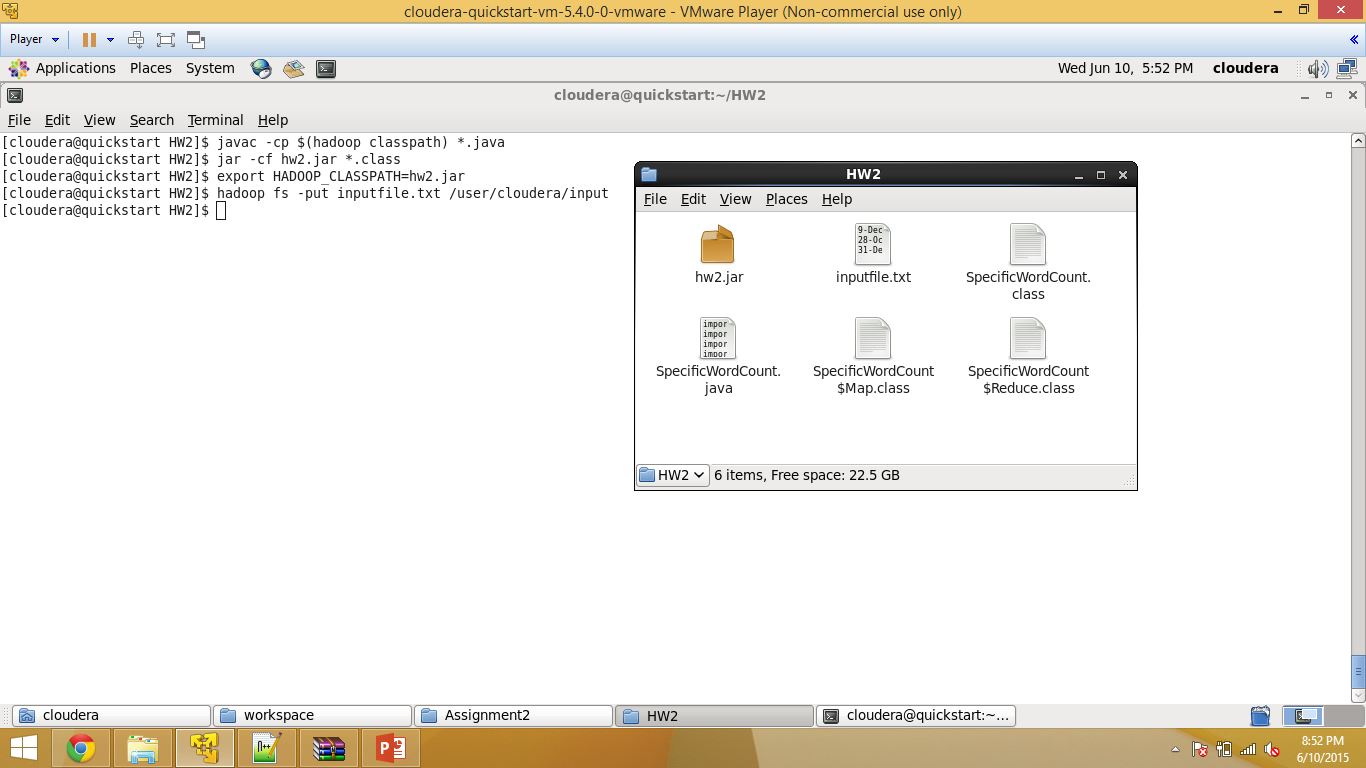 cloudera-quickstart-vm-5.4.0-0-vmware - VMware Player (Non-commercial use only)
Player
Applications Places System Wed Jun 10, 5:52 PM cloudera
cloudera@quickstart:~/HW2
File Edit View Search Terminal Help
[cloudera@quickstart HW2]$ javac -cp $(hadoop classpath) *.java
[cloudera@quickstart HW2]$ jar -cf hw2.jar *.class
[cloudera@quickstart HW2]$ export HADOOP_CLASSPATH=hw2.jar
[cloudera@quickstart HW2]$ hadoop fs -put inputfile.txt /user/cloudera/input
[cloudera@quickstart HW2]$
HW2
File Edit View Places Help
9-Dec
28-Oc
31-De
hw2.jar inputfile.txt SpecificWordCount.
class
impor
impor
impor
impor
SpecificWordCount. SpecificWordCount SpecificWordCount
java $Map.class $Reduce.class
HW2 6 items, Free space: 22.5 GB
cloudera workspace Assignment2 HW2 cloudera@quickstart:~...
8:52 PM
6/10/2015